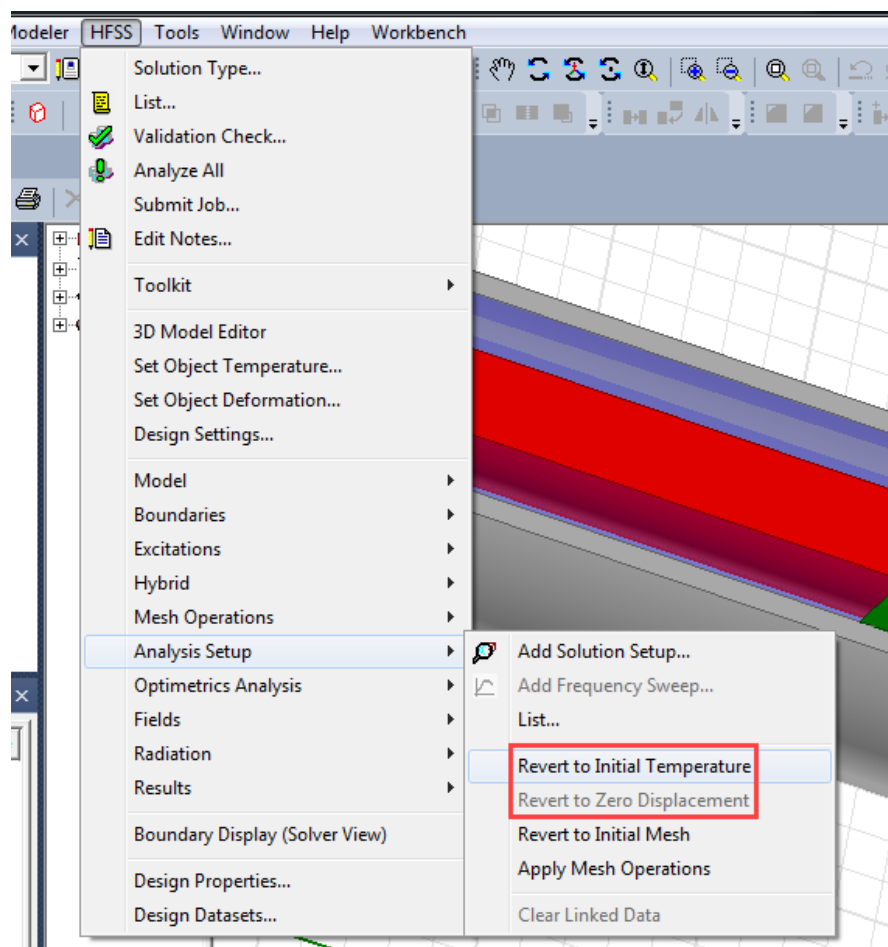 Modeler HFSS Tools Window Help Workbench
Solution Type...
List...
Validation Check...
Analyze All
Submit Job...
Edit Notes...
Toolkit
3D Model Editor
Set Object Temperature...
Set Object Deformation...
Design Settings...
Model
Boundaries
Excitations
Hybrid
Mesh Operations
Analysis Setup
Optimetrics Analysis
Fields
Radiation
Results
Boundary Display (Solver View)
Design Properties...
Design Datasets...
Add Solution Setup...
Add Frequency Sweep...
List...
Revert to Initial Temperature
Revert to Zero Displacement
Revert to Initial Mesh
Apply Mesh Operations
Clear Linked Data